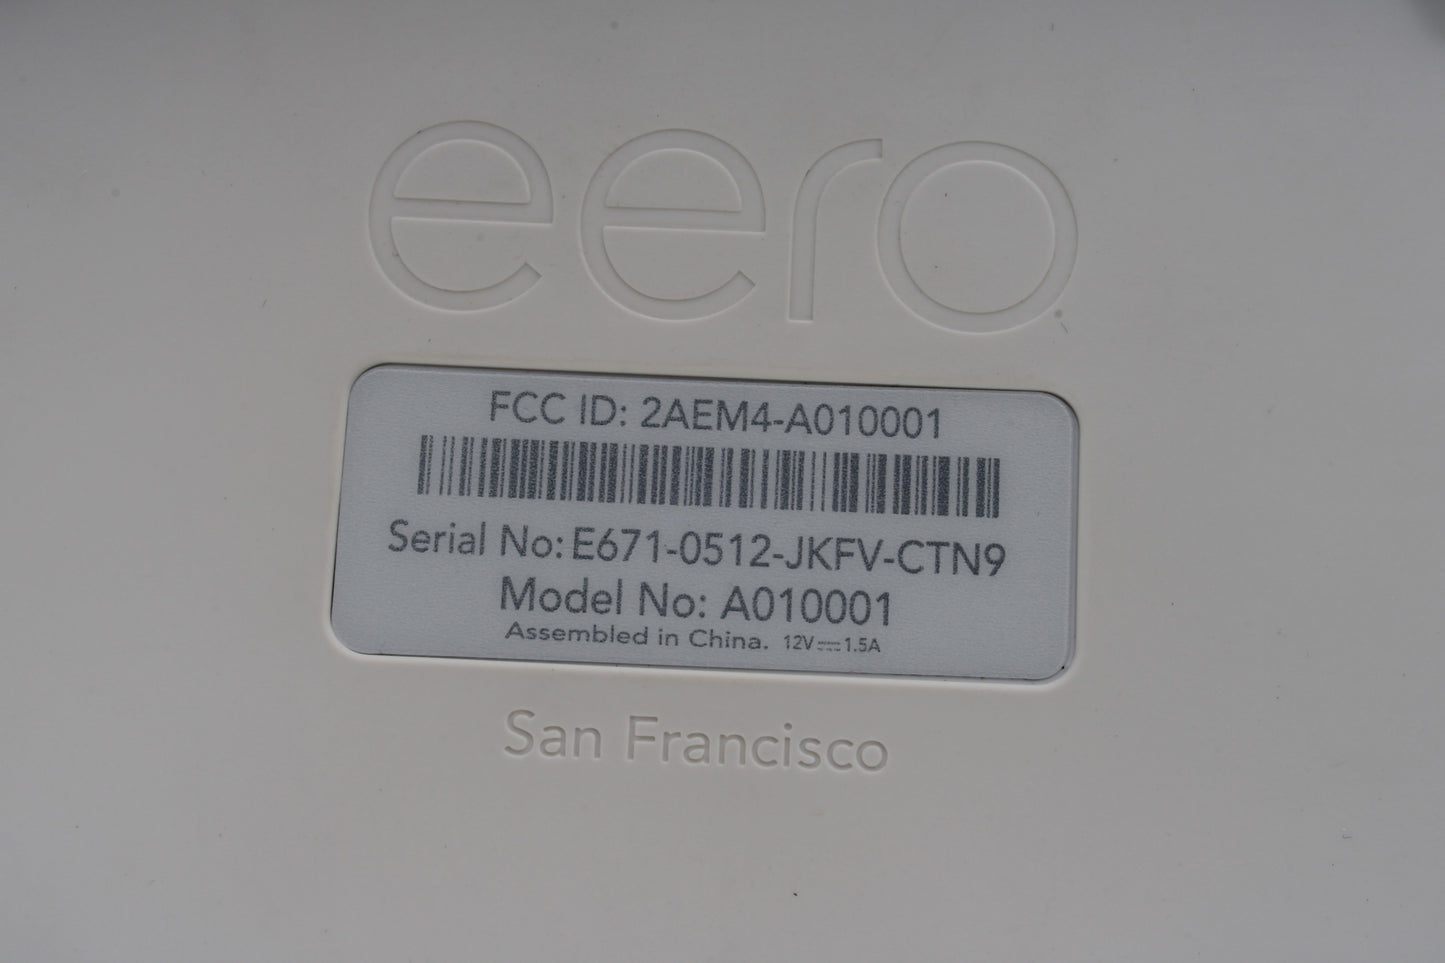 eero
FCC ID: 2AEM4-A010001
Serial No: E671-0512-JKFV-CTN9
Model No: A010001
Assembled in China. 12V⎓1.5A
San Francisco